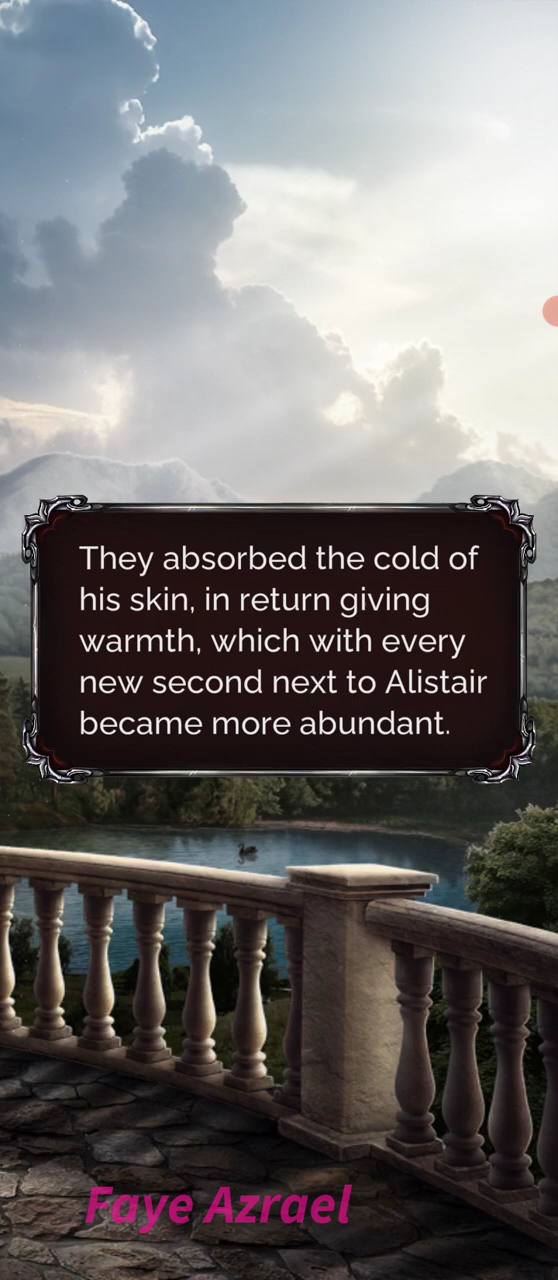 They absorbed the cold of
his skin, in return giving
warmth, which with every
new second next to Alistair
became more abundant.
Faye Azrael